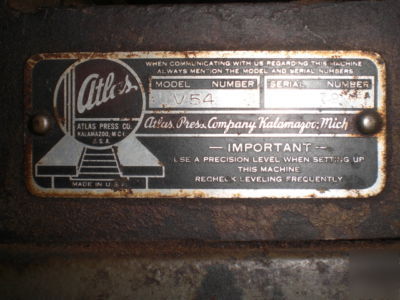 WHEN COMMUNICATING WITH US REGARDING THIS MACHINE
ALWAYS MENTION THE MODEL AND SERIAL NUMBERS
MODEL NUMBER SERIAL NUMBER
V-54
Atlas
ATLAS PRESS CO.
KALAMAZOO, MICH.
U.S.A.
MADE IN U.S.A.
Atlas Press Company, Kalamazoo, Mich
— IMPORTANT —
USE A PRECISION LEVEL WHEN SETTING UP
THIS MACHINE
RECHECK LEVELING FREQUENTLY